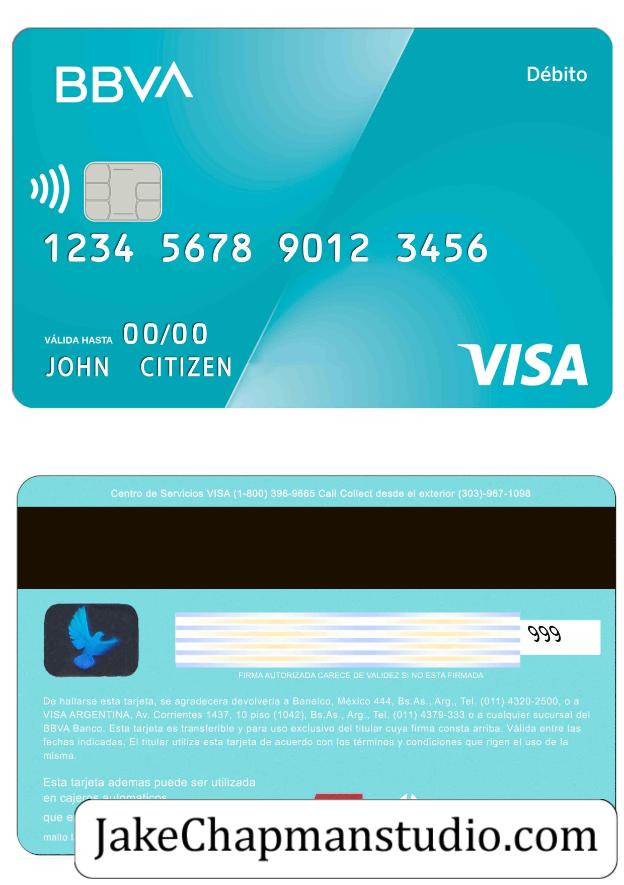 BBVA
Débito
1234 5678 9012 3456
VÁLIDA HASTA 00/00
JOHN CITIZEN
VISA
Centro de Servicios VISA (1-800) 396-9665 Call Collect desde el exterior (303)-967-1098
999
FIRMA AUTORIZADA CARECE DE VALIDEZ SI NO ESTA FIRMADA
De hallarse esta tarjeta, se agradecera devolveria a Banelco, México 444, Bs.As., Arg., Tel. (011) 4320-2500, o a
VISA ARGENTINA, Av. Corrientes 1437, 10 piso (1042), Bs.As., Arg., Tel. (011) 4379-333 o a cualquier sucursal del
BBVA Banco. Esta tarjeta es transferible y para uso exclusivo del titular cuya firma consta arriba. Válida entre las
fechas indicadas. El titular utiliza esta tarjeta de acuerdo con los términos y condiciones que rigen el uso de la
misma.
Esta tarjeta ademas puede ser utilizada
en cajeros automaticos
que e
mallo l
JakeChapmanstudio.com